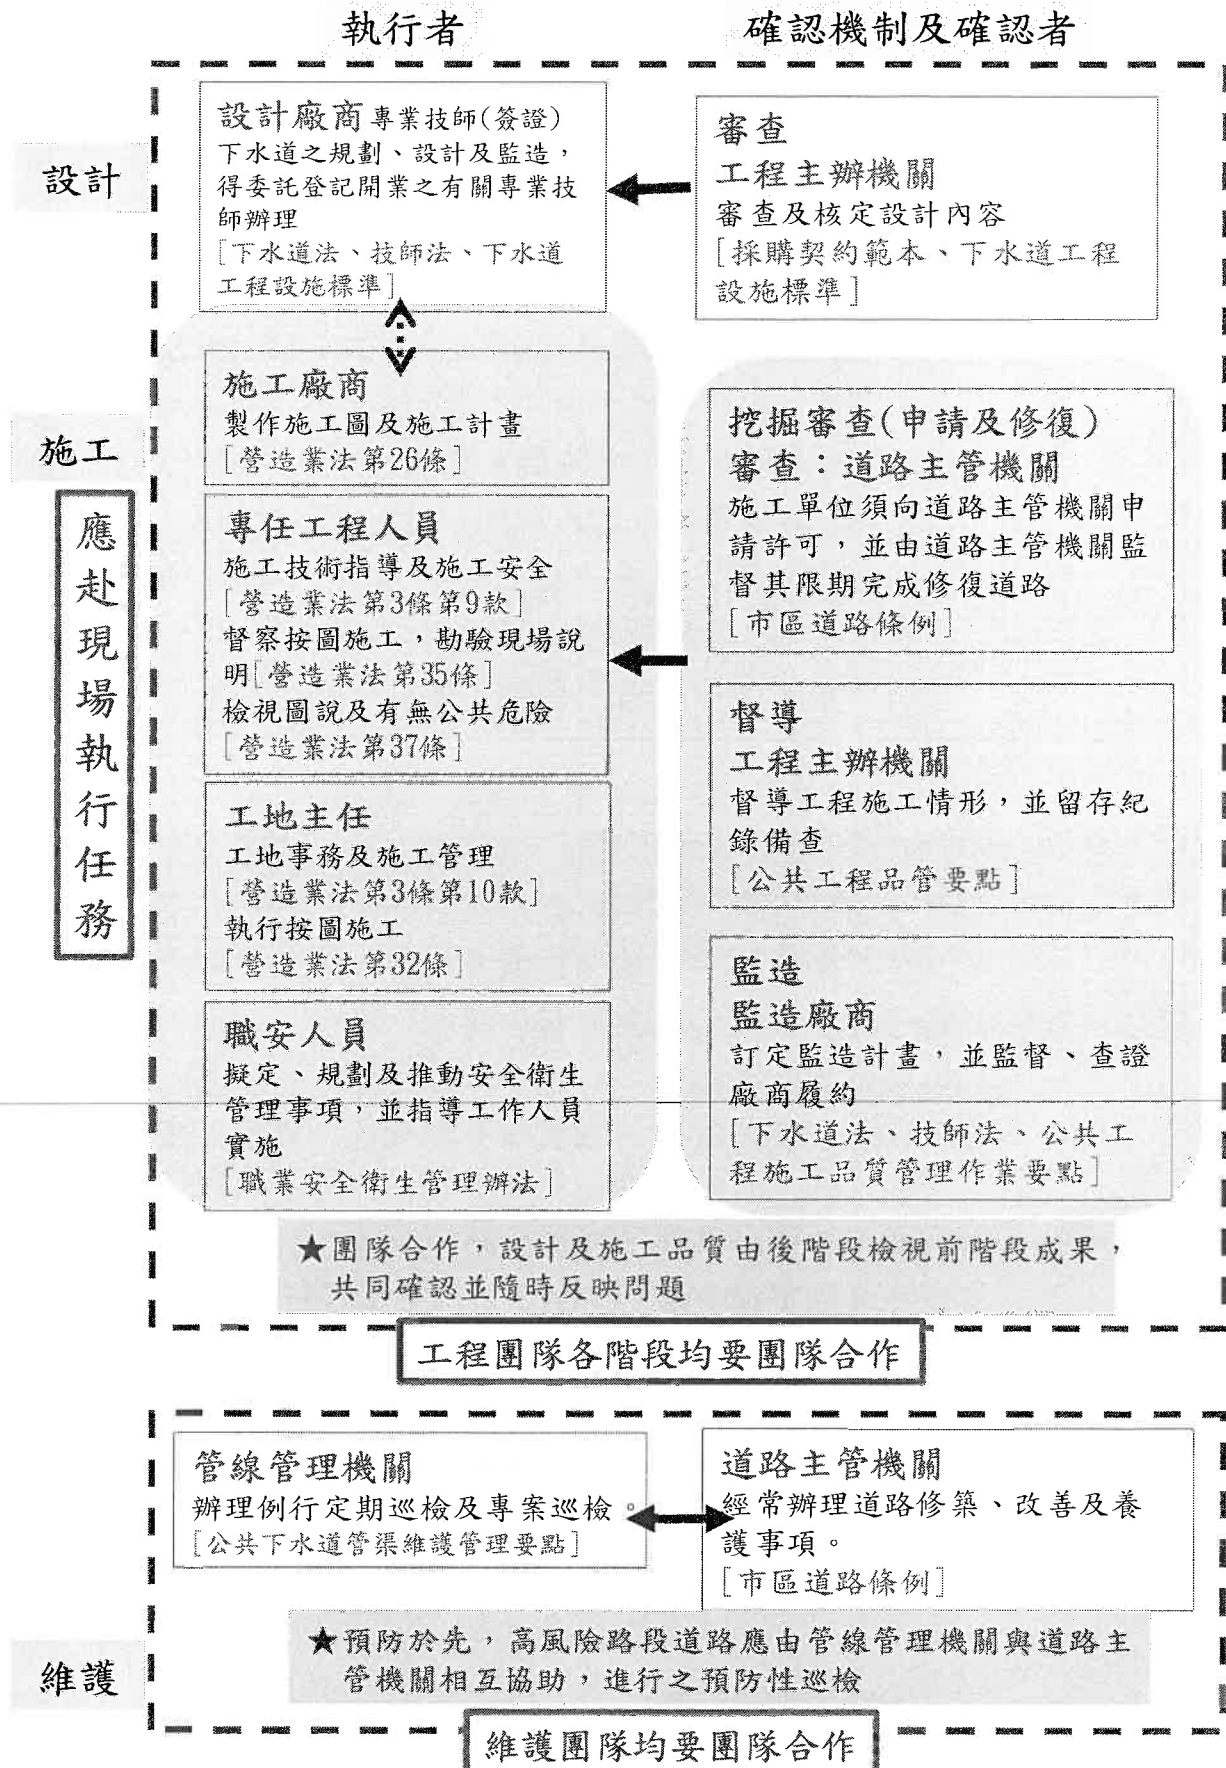 執行者
確認機制及確認者
設計
設計廠商專業技師(簽證)
下水道之規劃、設計及監造，
得委託登記開業之有關專業技
師辦理
[下水道法、技師法、下水道
工程設施標準]
審查
工程主辦機關
審查及核定設計內容
[採購契約範本、下水道工程
設施標準]
施工
應赴現場執行任務
施工廠商
製作施工圖及施工計畫
[營造業法第26條]
專任工程人員
施工技術指導及施工安全
[營造業法第3條第9款]
督察按圖施工，勘驗現場說
明[營造業法第35條]
檢視圖說及有無公共危險
[營造業法第37條]
工地主任
工地事務及施工管理
[營造業法第3條第10款]
執行按圖施工
[營造業法第32條]
職安人員
擬定、規劃及推動安全衛生
管理事項，並指導工作人員
實施
[職業安全衛生管理辦法]
挖掘審查(申請及修復)
審查：道路主管機關
施工單位須向道路主管機關申
請許可，並由道路主管機關監
督其限期完成修復道路
[市區道路條例]
督導
工程主辦機關
督導工程施工情形，並留存紀
錄備查
[公共工程品管要點]
監造
監造廠商
訂定監造計畫，並監督、查證
廠商履約
[下水道法、技師法、公共工
程施工品質管理作業要點]
★團隊合作，設計及施工品質由後階段檢視前階段成果，
共同確認並隨時反映問題
工程團隊各階段均要團隊合作
管線管理機關
辦理例行定期巡檢及專案巡檢。
[公共下水道管渠維護管理要點]
道路主管機關
經常辦理道路修築、改善及養
護事項。
[市區道路條例]
維護
★預防於先，高風險路段道路應由管線管理機關與道路主
管機關相互協助，進行之預防性巡檢
維護團隊均要團隊合作